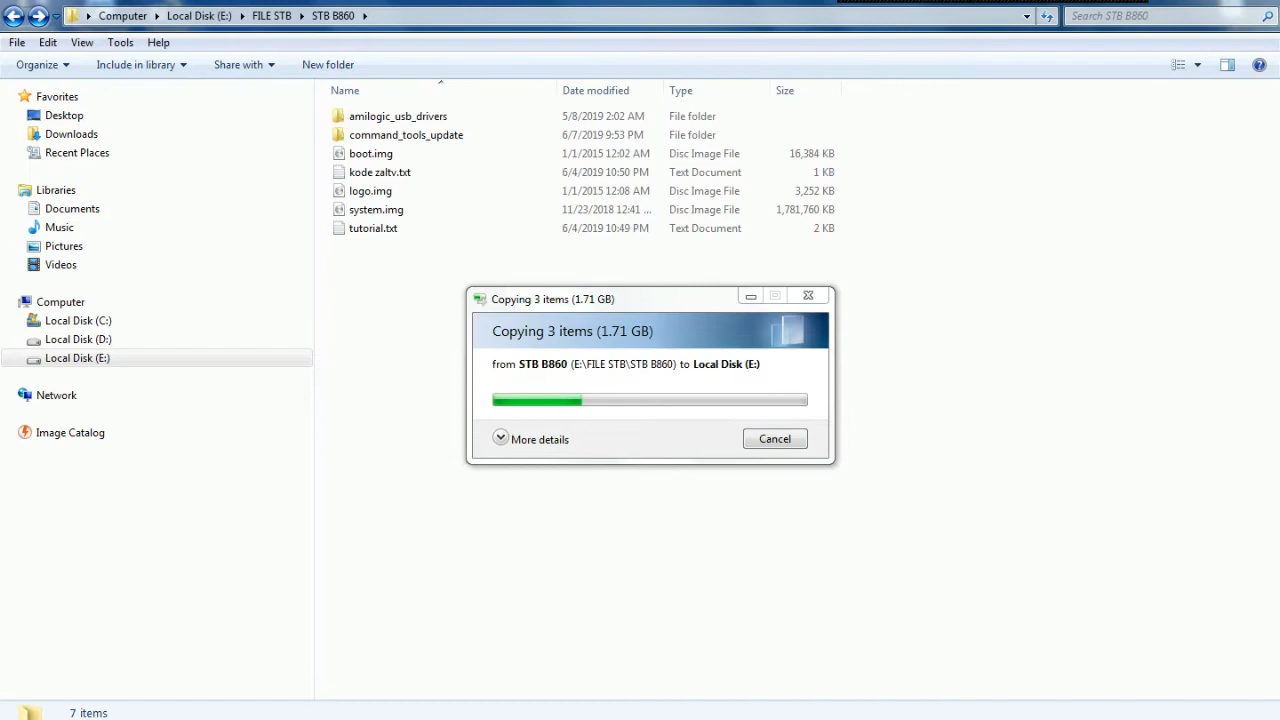 Computer Local Disk (E:) FILE STB STB B860 Search STB B860
File Edit View Tools Help
Organize Include in library Share with New folder
Favorites
Desktop
Downloads
Recent Places
Libraries
Documents
Music
Pictures
Videos
Computer
Local Disk (C:)
Local Disk (D:)
Local Disk (E:)
Network
Image Catalog
Name Date modified Type Size
amilogic_usb_drivers 5/8/2019 2:02 AM File folder
command_tools_update 6/7/2019 9:53 PM File folder
boot.img 1/1/2015 12:02 AM Disc Image File 16,384 KB
kode zaltv.txt 6/4/2019 10:50 PM Text Document 1 KB
logo.img 1/1/2015 12:08 AM Disc Image File 3,252 KB
system.img 11/23/2018 12:41 ... Disc Image File 1,781,760 KB
tutorial.txt 6/4/2019 10:49 PM Text Document 2 KB
Copying 3 items (1.71 GB)
Copying 3 items (1.71 GB)
from STB B860 (E:\FILE STB\STB B860) to Local Disk (E:)
More details Cancel
7 items